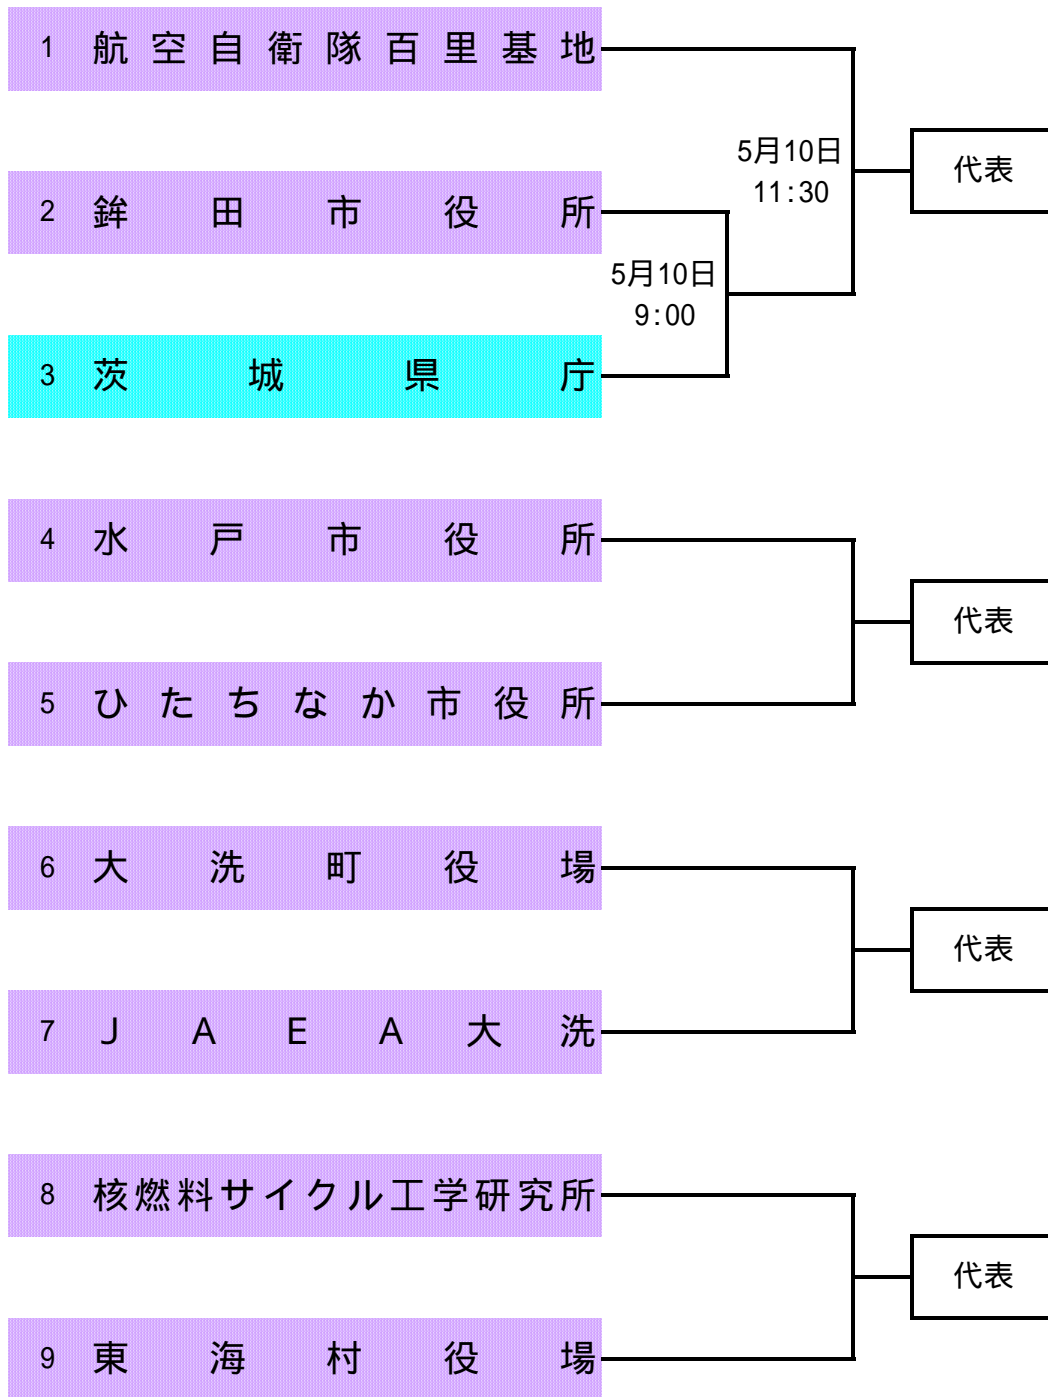 1 航空自衛隊百里基地
5月10日
11:30
代表
2 鉾田市役所
5月10日
9:00
3 茨城県庁
4 水戸市役所
代表
5 ひたちなか市役所
6 大洗町役場
代表
7 JAEA大洗
8 核燃料サイクル工学研究所
代表
9 東海村役場